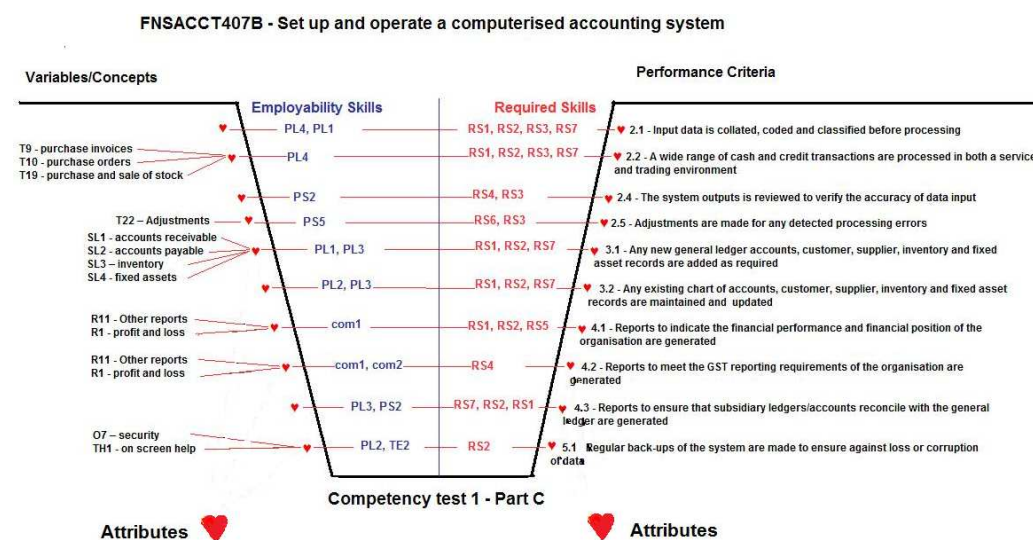 FNSACCT407B - Set up and operate a computerised accounting system
Variables/Concepts
Performance Criteria
Employability Skills
Required Skills
PL4, PL1
RS1, RS2, RS3, RS7
2.1 - Input data is collated, coded and classified before processing
T9 - purchase invoices
T10 - purchase orders
T19 - purchase and sale of stock
PL4
RS1, RS2, RS3, RS7
2.2 - A wide range of cash and credit transactions are processed in both a service
and trading environment
PS2
RS4, RS3
2.4 - The system outputs is reviewed to verify the accuracy of data input
T22 – Adjustments
PS5
RS6, RS3
2.5 - Adjustments are made for any detected processing errors
SL1 - accounts receivable
SL2 – accounts payable
SL3 – inventory
SL4 - fixed assets
PL1, PL3
RS1, RS2, RS7
3.1 - Any new general ledger accounts, customer, supplier, inventory and fixed
asset records are added as required
PL2, PL3
RS1, RS2, RS7
3.2 - Any existing chart of accounts, customer, supplier, inventory and fixed asset
records are maintained and updated
R11 - Other reports
R1 - profit and loss
com1
RS1, RS2, RS5
4.1 - Reports to indicate the financial performance and financial position of the
organisation are generated
R11 - Other reports
R1 - profit and loss
com1, com2
RS4
4.2 - Reports to meet the GST reporting requirements of the organisation are
generated
PL3, PS2
RS7, RS2, RS1
4.3 - Reports to ensure that subsidiary ledgers/accounts reconcile with the general
ledger are generated
O7 – security
TH1 - on screen help
PL2, TE2
RS2
5.1 Regular back-ups of the system are made to ensure against loss or corruption
of data
Competency test 1 - Part C
Attributes
Attributes